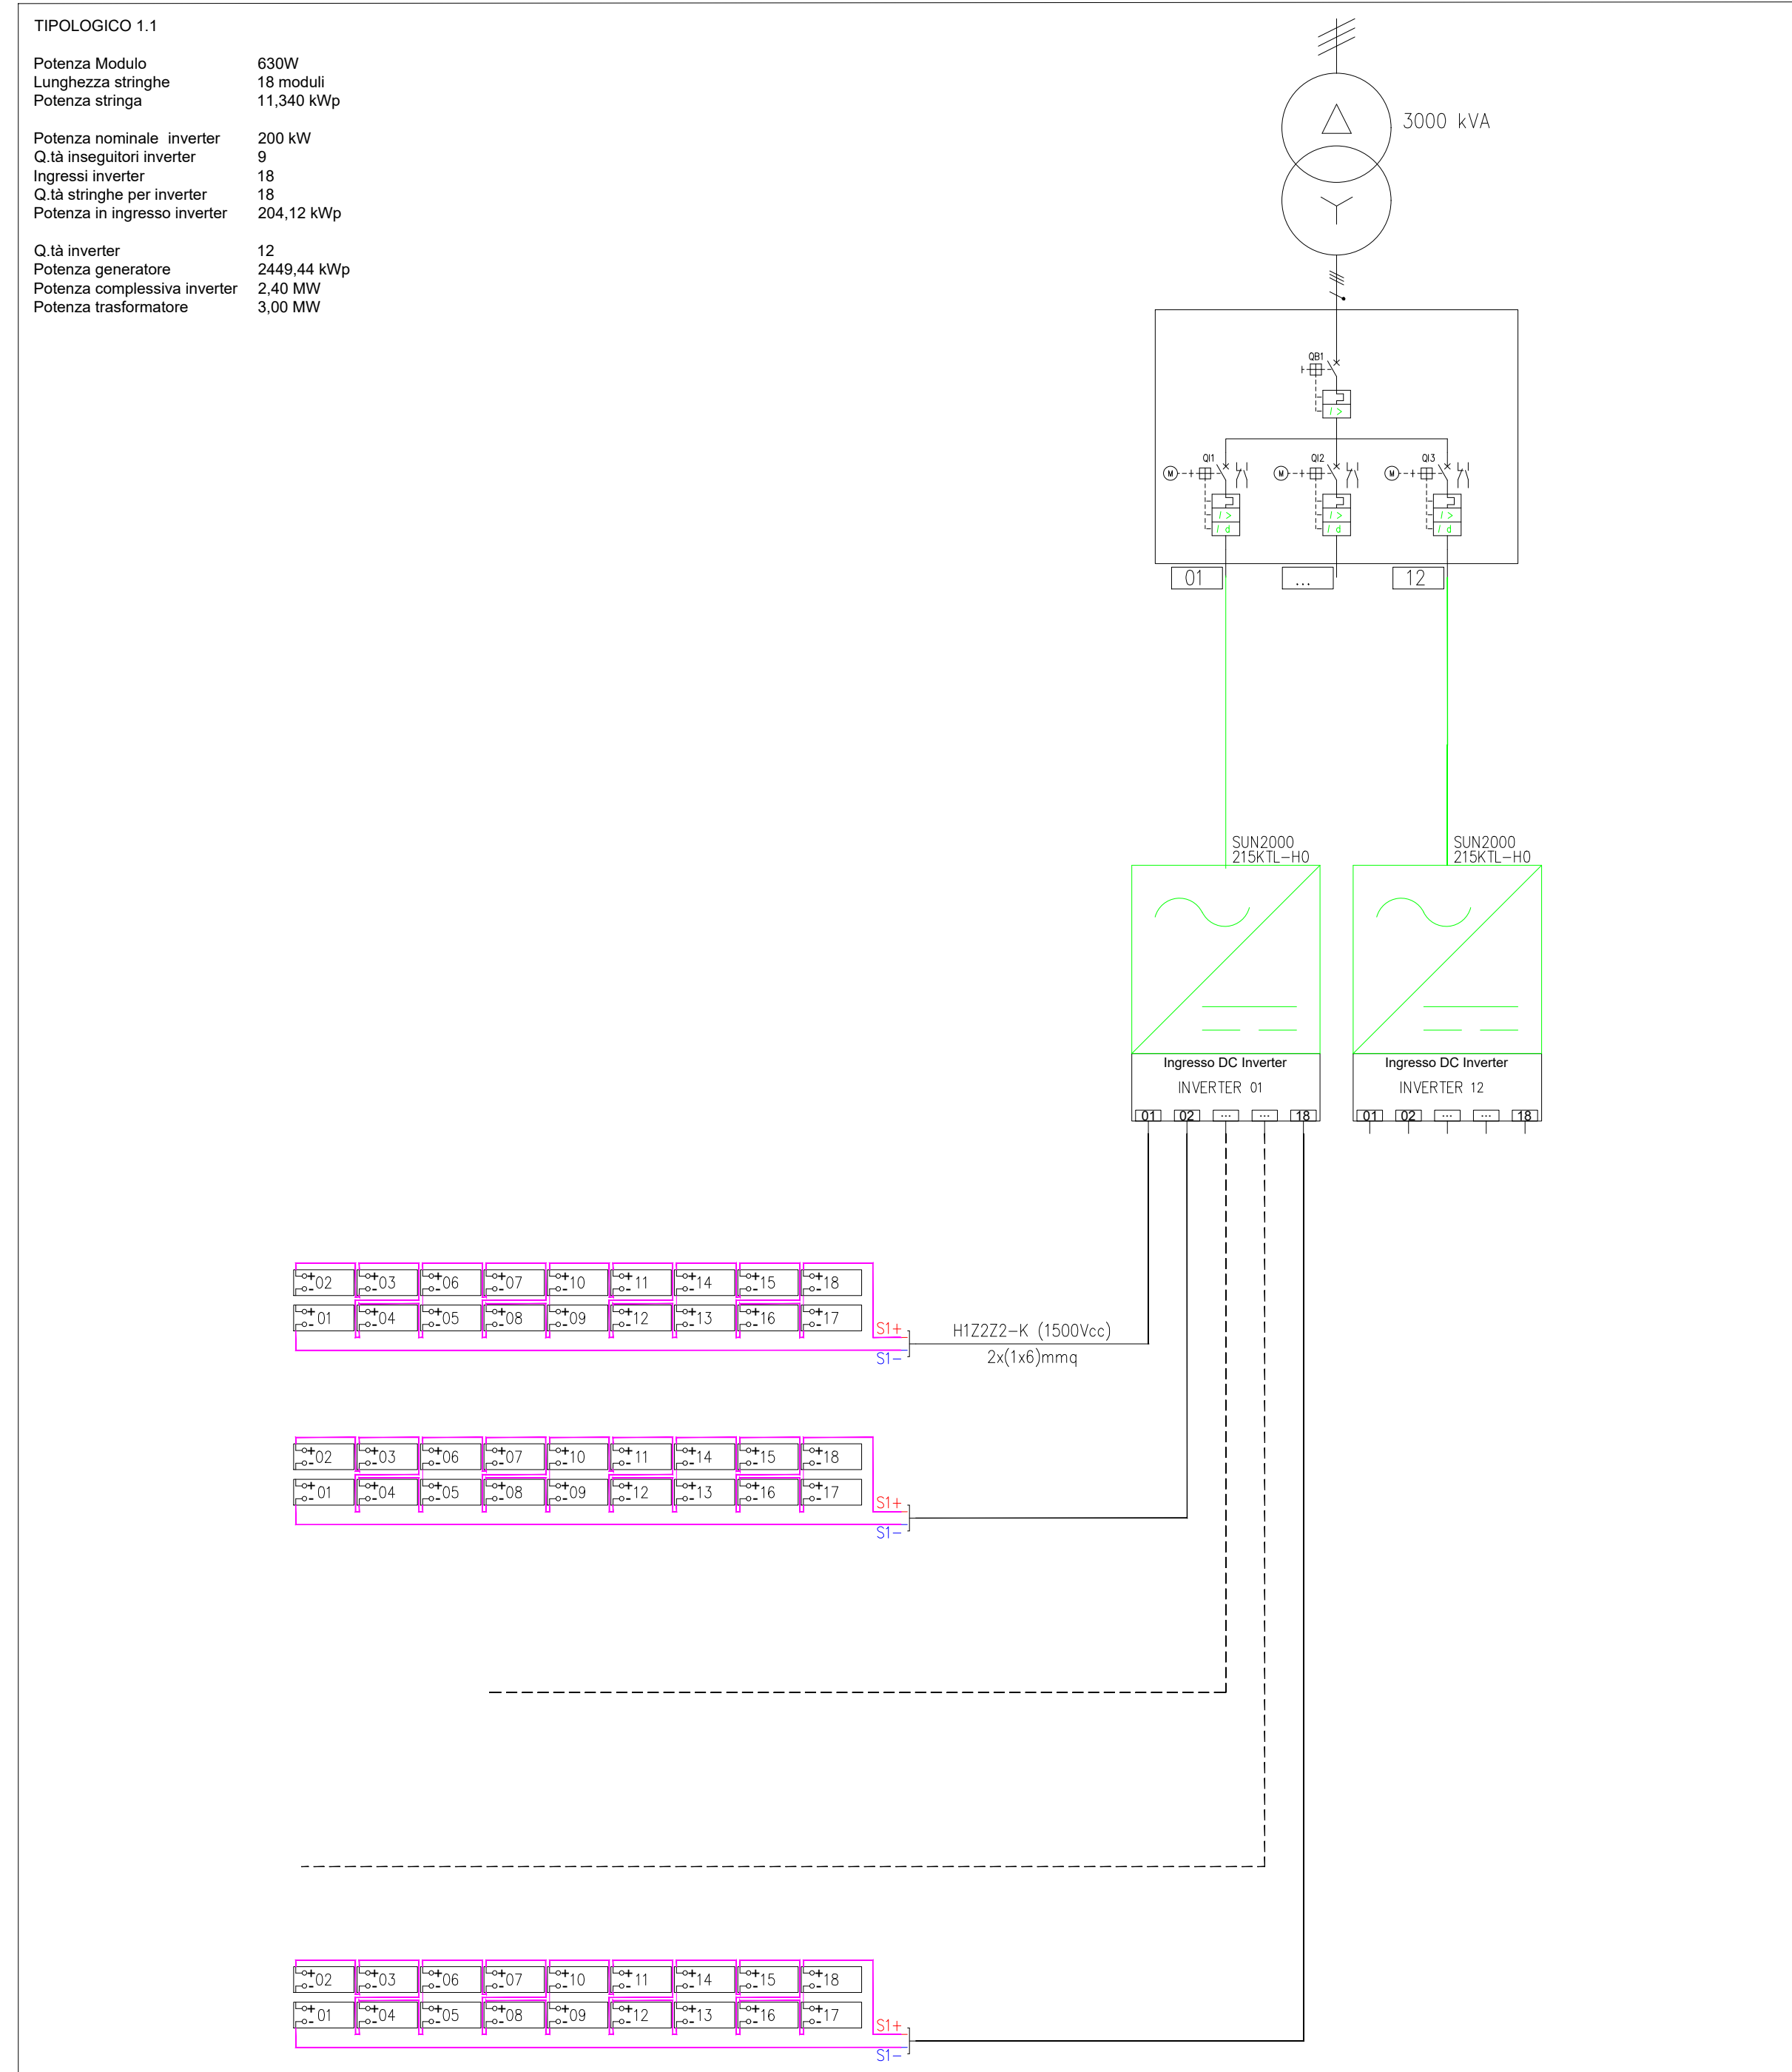 TIPOLOGICO 1.1
Potenza Modulo 630W
Lunghezza stringhe 18 moduli
Potenza stringa 11,340 kWp
Potenza nominale inverter 200 kW
Q.tà inseguitori inverter 9
Ingressi inverter 18
Q.tà stringhe per inverter 18
Potenza in ingresso inverter 204,12 kWp
Q.tà inverter 12
Potenza generatore 2449,44 kWp
Potenza complessiva inverter 2,40 MW
Potenza trasformatore 3,00 MW
3000 kVA
QB1
I >
QI1 QI2 QI3
M M M
I > I > I >
I d I d I d
01 ... 12
SUN2000 SUN2000
215KTL-H0 215KTL-H0
Ingresso DC Inverter Ingresso DC Inverter
INVERTER 01 INVERTER 12
01 02 ... ... 18 01 02 ... ... 18
02 03 06 07 10 11 14 15 18
01 04 05 08 09 12 13 16 17
S1+
S1-
H1Z2Z2-K (1500Vcc)
2x(1x6)mmq
02 03 06 07 10 11 14 15 18
01 04 05 08 09 12 13 16 17
S1+
S1-
02 03 06 07 10 11 14 15 18
01 04 05 08 09 12 13 16 17
S1+
S1-